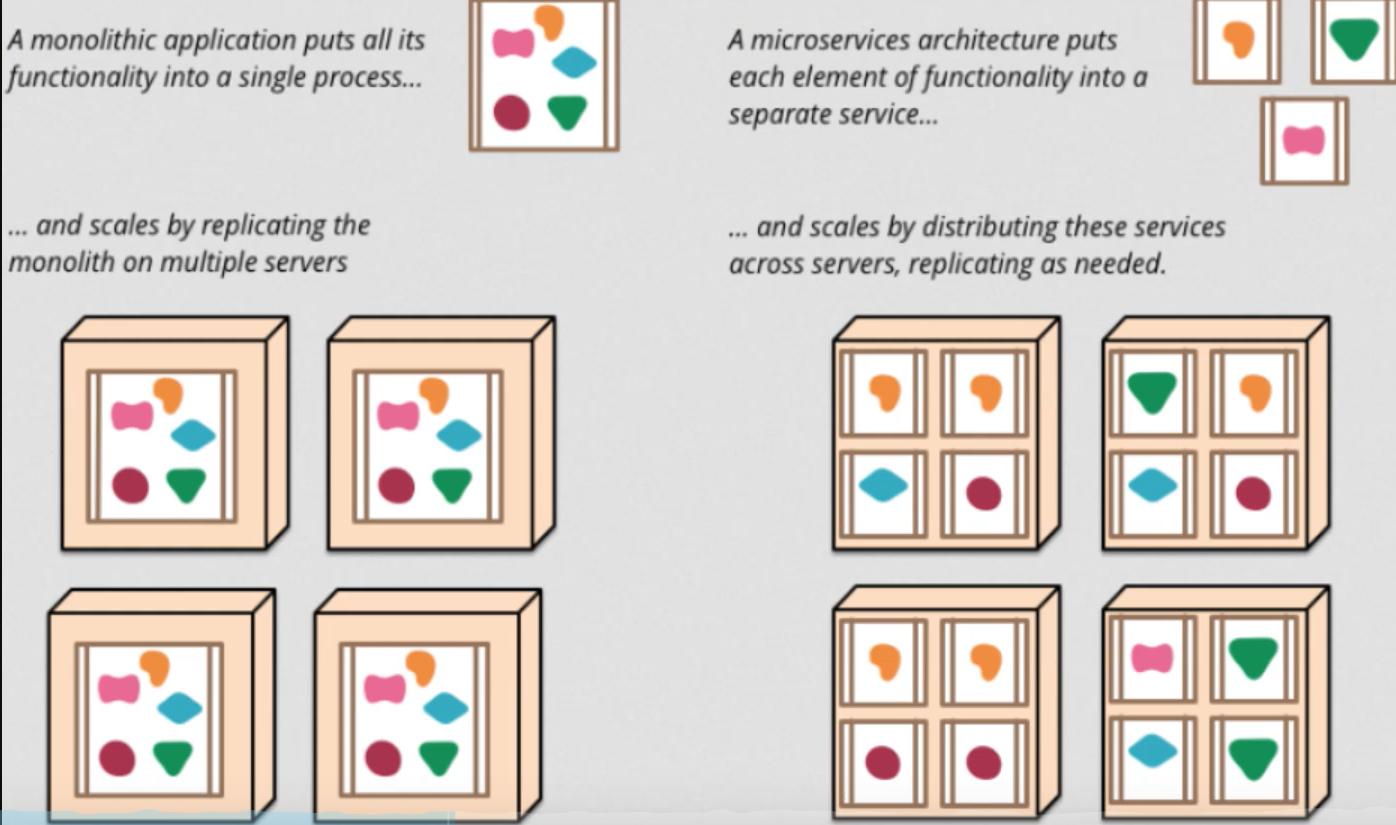 A monolithic application puts all its
functionality into a single process...
... and scales by replicating the
monolith on multiple servers
A microservices architecture puts
each element of functionality into a
separate service...
... and scales by distributing these services
across servers, replicating as needed.